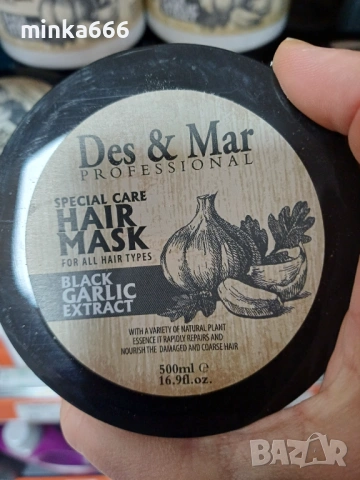 minka666
Des & Mar
PROFESSIONAL
SPECIAL CARE
HAIR
MASK
FOR ALL HAIR TYPES
BLACK
GARLIC
EXTRACT
WITH A VARIETY OF NATURAL PLANT
ESSENCE IT RAPIDLY REPAIRS AND
NOURISH THE DAMAGED AND COARSE HAIR
500ml ℮
16.9fl.oz.
BAZAR